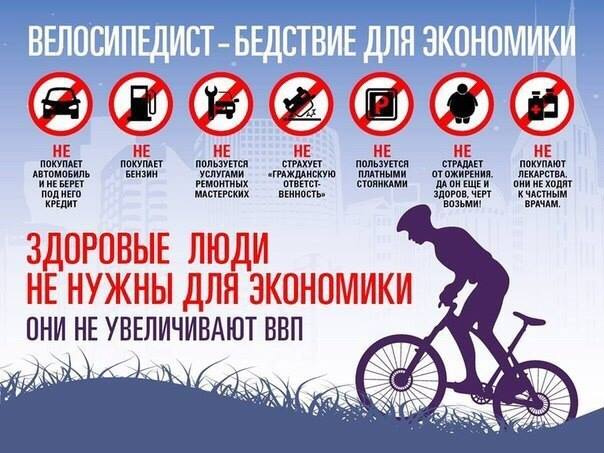 ВЕЛОСИПЕДИСТ - БЕДСТВИЕ ДЛЯ ЭКОНОМИКИ
НЕ
ПОКУПАЕТ
АВТОМОБИЛЬ
И НЕ БЕРЕТ
ПОД НЕГО
КРЕДИТ
НЕ
ПОКУПАЕТ
БЕНЗИН
НЕ
ПОЛЬЗУЕТСЯ
УСЛУГАМИ
РЕМОНТНЫХ
МАСТЕРСКИХ
НЕ
СТРАХУЕТ
«ГРАЖДАНСКУЮ
ОТВЕТСТ-
ВЕННОСТЬ»
P
НЕ
ПОЛЬЗУЕТСЯ
ПЛАТНЫМИ
СТОЯНКАМИ
НЕ
СТРАДАЕТ
ОТ ОЖИРЕНИЯ.
ДА ОН ЕЩЕ И
ЗДОРОВ, ЧЕРТ
ВОЗЬМИ!
НЕ
ПОКУПАЮТ
ЛЕКАРСТВА.
ОНИ НЕ ХОДЯТ
К ЧАСТНЫМ
ВРАЧАМ.
ЗДОРОВЫЕ ЛЮДИ
НЕ НУЖНЫ ДЛЯ ЭКОНОМИКИ
ОНИ НЕ УВЕЛИЧИВАЮТ ВВП